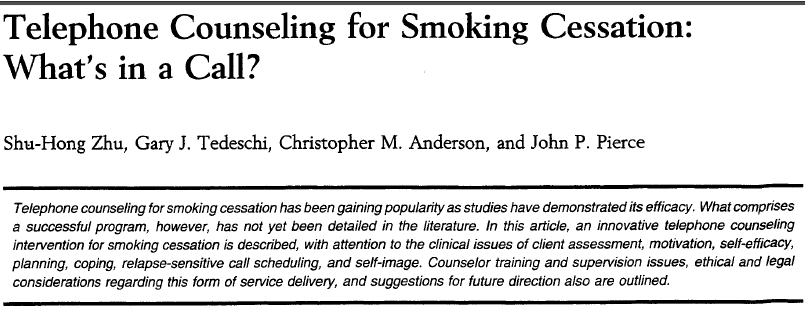 Telephone Counseling for Smoking Cessation:
What's in a Call?
Shu-Hong Zhu, Gary J. Tedeschi, Christopher M. Anderson, and John P. Pierce
Telephone counseling for smoking cessation has been gaining popularity as studies have demonstrated its efficacy. What comprises
a successful program, however, has not yet been detailed in the literature. In this article, an innovative telephone counseling
intervention for smoking cessation is described, with attention to the clinical issues of client assessment, motivation, self-efficacy,
planning, coping, relapse-sensitive call scheduling, and self-image. Counselor training and supervision issues, ethical and legal
considerations regarding this form of service delivery, and suggestions for future direction also are outlined.